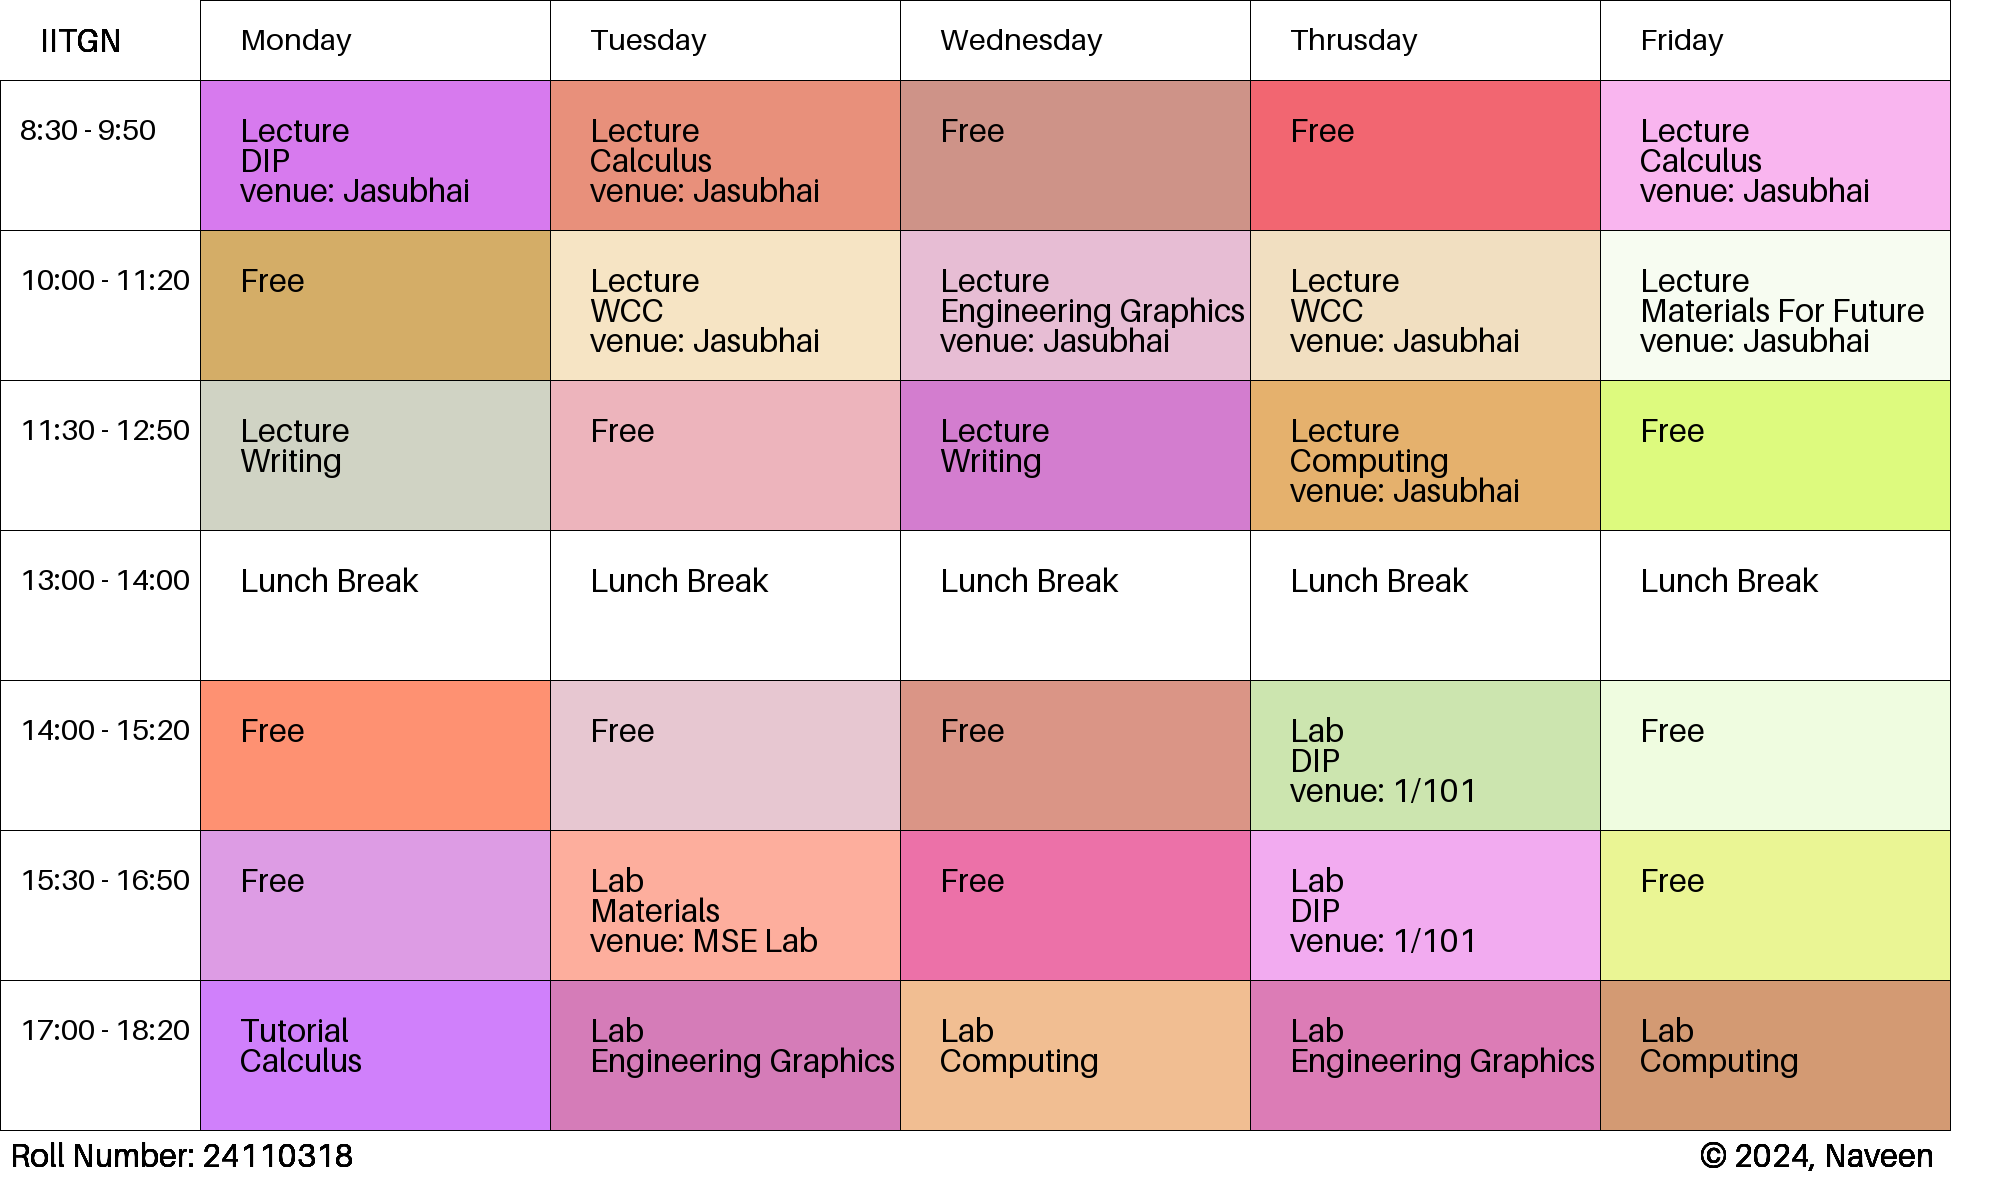 IITGN
Monday
Tuesday
Wednesday
Thrusday
Friday
8:30 - 9:50
Lecture
DIP
venue: Jasubhai
Lecture
Calculus
venue: Jasubhai
Free
Free
Lecture
Calculus
venue: Jasubhai
10:00 - 11:20
Free
Lecture
WCC
venue: Jasubhai
Lecture
Engineering Graphics
venue: Jasubhai
Lecture
WCC
venue: Jasubhai
Lecture
Materials For Future
venue: Jasubhai
11:30 - 12:50
Lecture
Writing
Free
Lecture
Writing
Lecture
Computing
venue: Jasubhai
Free
13:00 - 14:00
Lunch Break
Lunch Break
Lunch Break
Lunch Break
Lunch Break
14:00 - 15:20
Free
Free
Free
Lab
DIP
venue: 1/101
Free
15:30 - 16:50
Free
Lab
Materials
venue: MSE Lab
Free
Lab
DIP
venue: 1/101
Free
17:00 - 18:20
Tutorial
Calculus
Lab
Engineering Graphics
Lab
Computing
Lab
Engineering Graphics
Lab
Computing
Roll Number: 24110318
© 2024, Naveen